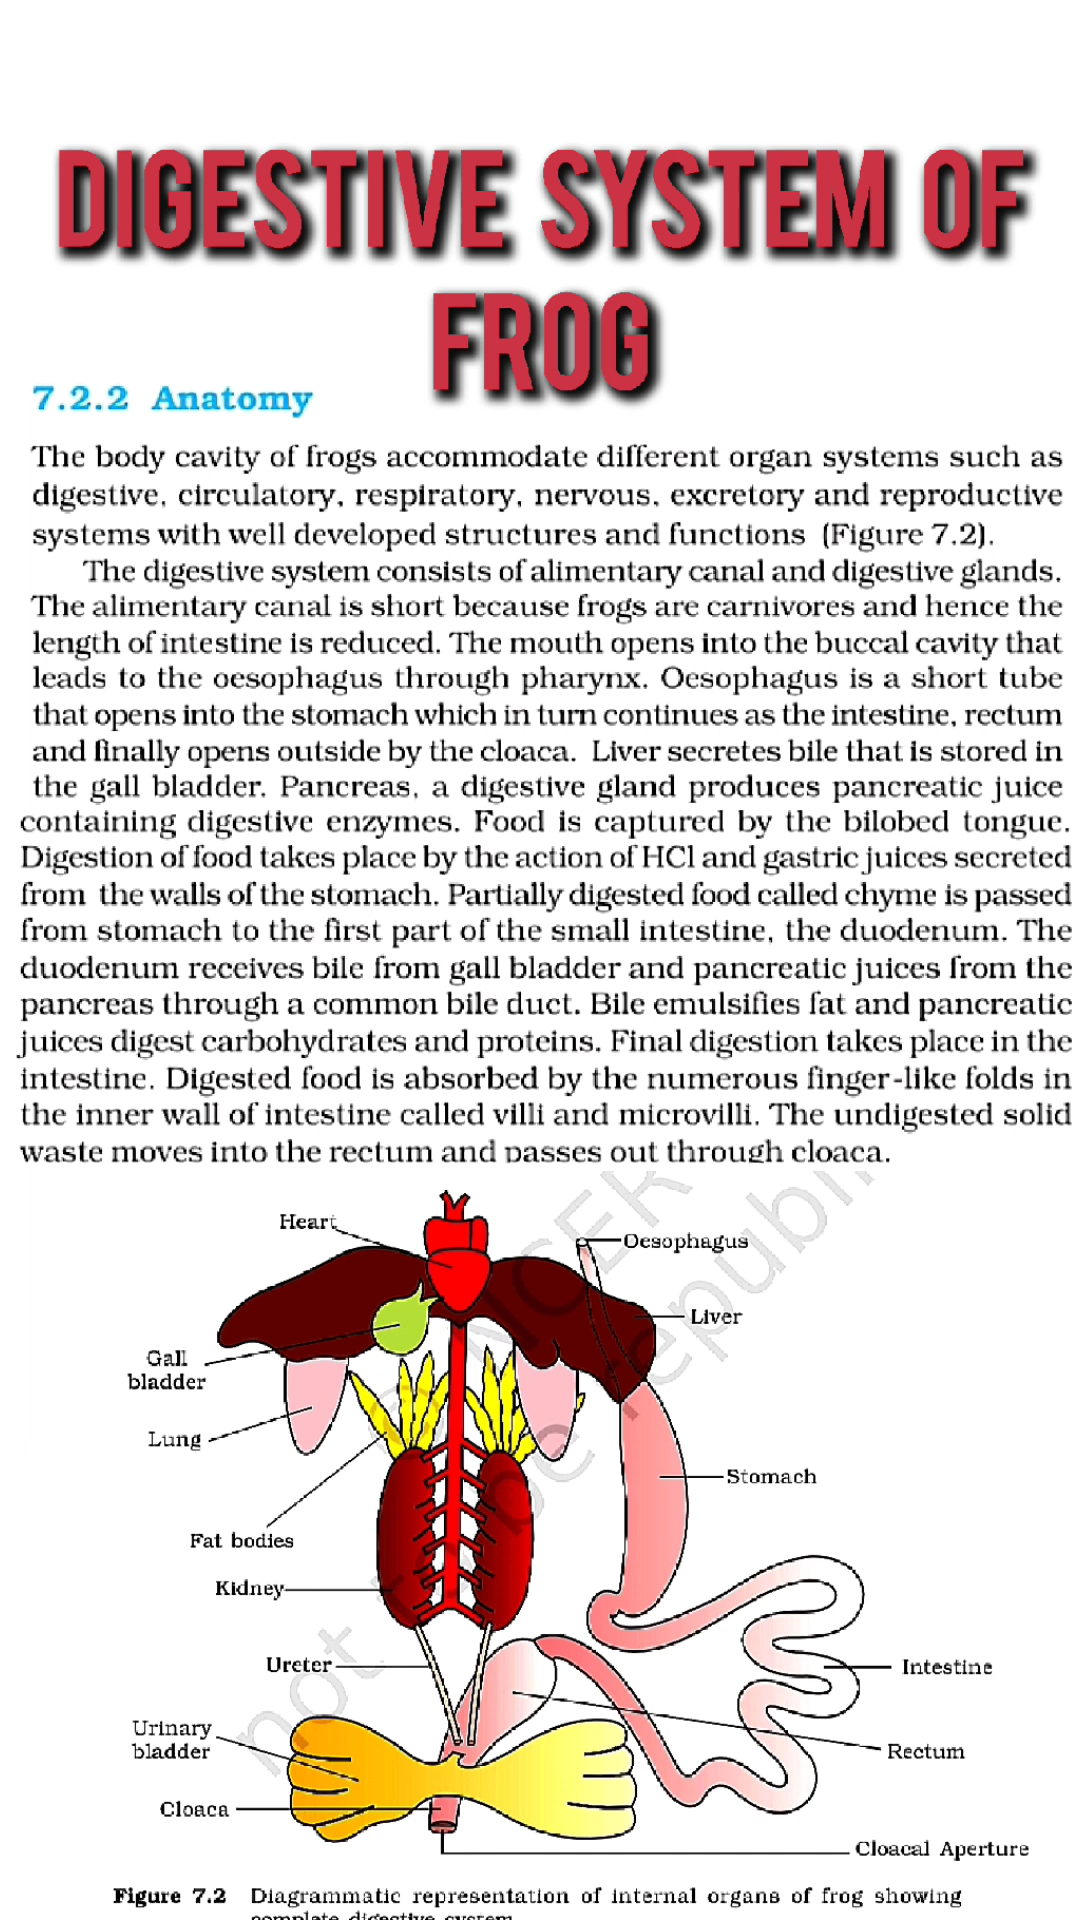 DIGESTIVE SYSTEM OF
FROG
7.2.2 Anatomy
The body cavity of frogs accommodate different organ systems such as
digestive, circulatory, respiratory, nervous, excretory and reproductive
systems with well developed structures and functions (Figure 7.2).
The digestive system consists of alimentary canal and digestive glands.
The alimentary canal is short because frogs are carnivores and hence the
length of intestine is reduced. The mouth opens into the buccal cavity that
leads to the oesophagus through pharynx. Oesophagus is a short tube
that opens into the stomach which in turn continues as the intestine, rectum
and finally opens outside by the cloaca. Liver secretes bile that is stored in
the gall bladder. Pancreas, a digestive gland produces pancreatic juice
containing digestive enzymes. Food is captured by the bilobed tongue.
Digestion of food takes place by the action of HCl and gastric juices secreted
from the walls of the stomach. Partially digested food called chyme is passed
from stomach to the first part of the small intestine, the duodenum. The
duodenum receives bile from gall bladder and pancreatic juices from the
pancreas through a common bile duct. Bile emulsifies fat and pancreatic
juices digest carbohydrates and proteins. Final digestion takes place in the
intestine. Digested food is absorbed by the numerous finger-like folds in
the inner wall of intestine called villi and microvilli. The undigested solid
waste moves into the rectum and passes out through cloaca.
Heart
Oesophagus
Liver
Gall
bladder
Lung
Stomach
Fat bodies
Kidney
Ureter
Intestine
Urinary
bladder
Rectum
Cloaca
Cloacal Aperture
not
be
Figure 7.2 Diagrammatic representation of internal organs of frog showing
complete digestive system